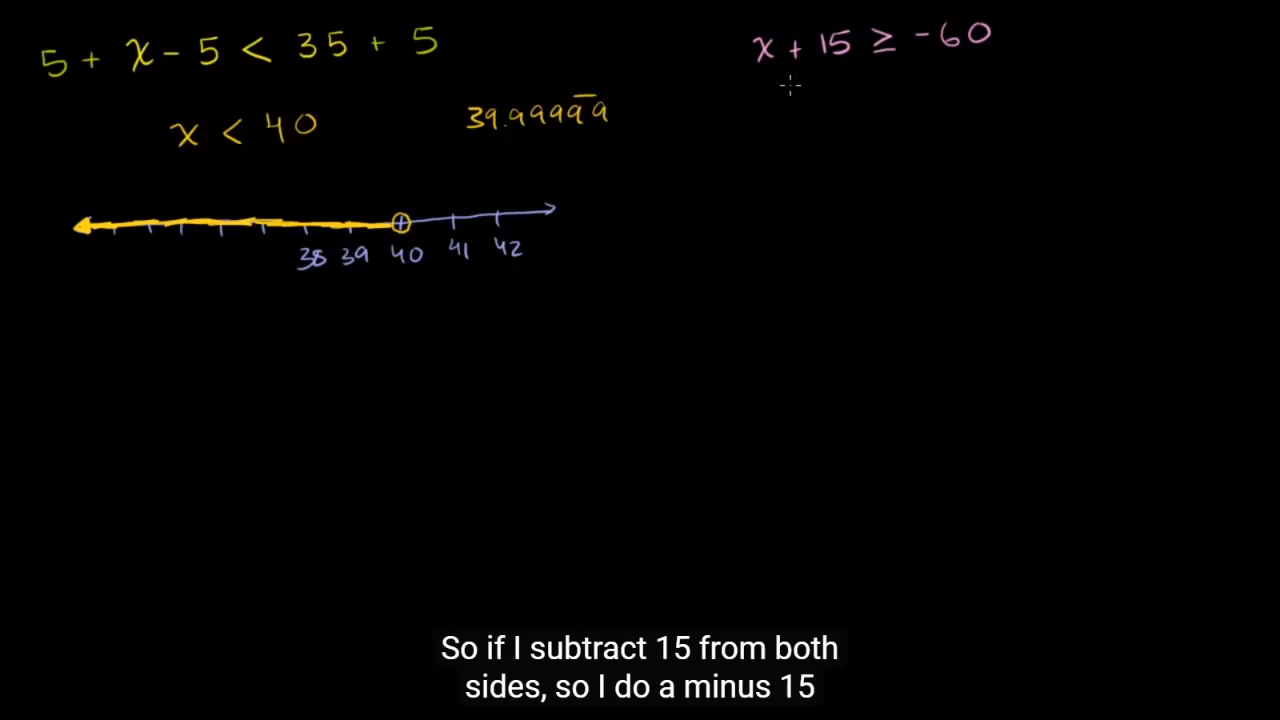 5 + x - 5 < 35 + 5
x < 40
39.99999̅9
38 39 40 41 42
x + 15 ≥ -60
So if I subtract 15 from both
sides, so I do a minus 15